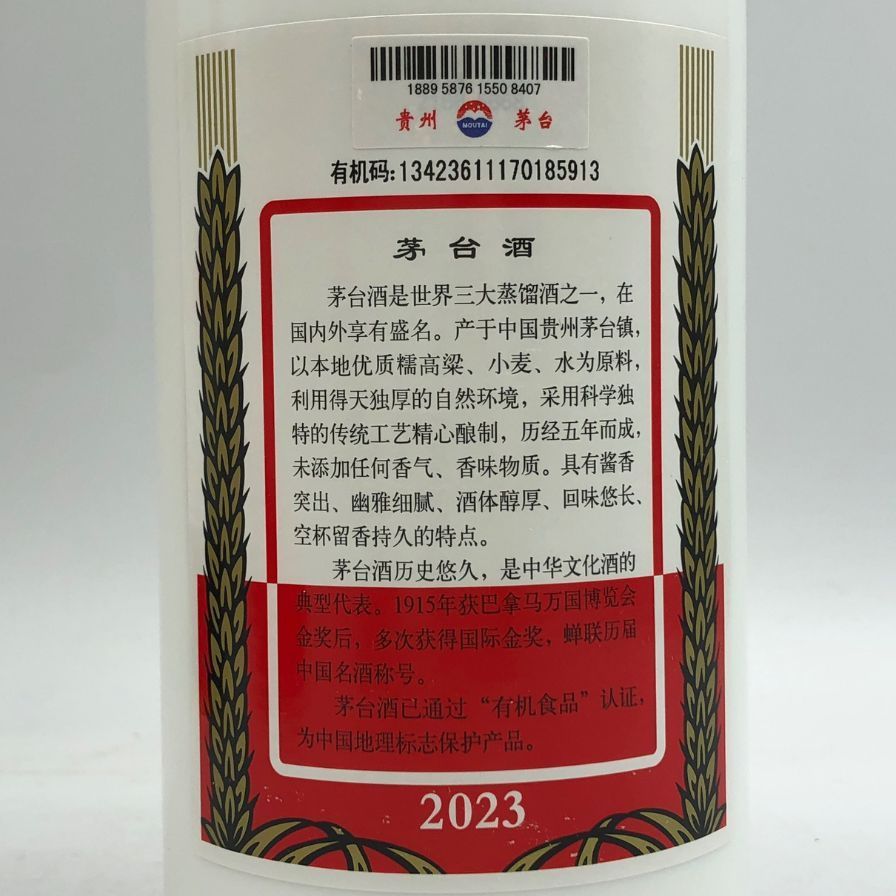 1889 5876 1550 8407
贵州 MOUTAI 茅台
有机码:13423611170185913
茅台酒
茅台酒是世界三大蒸馏酒之一，在
国内外享有盛名。产于中国贵州茅台镇，
以本地优质糯高粱、小麦、水为原料，
利用得天独厚的自然环境，采用科学独
特的传统工艺精心酿制，历经五年而成，
未添加任何香气、香味物质。具有酱香
突出、幽雅细腻、酒体醇厚、回味悠长、
空杯留香持久的特点。
茅台酒历史悠久，是中华文化酒的
典型代表。1915年获巴拿马万国博览会
金奖后，多次获得国际金奖，蝉联历届
中国名酒称号。
茅台酒已通过“有机食品”认证，
为中国地理标志保护产品。
2023